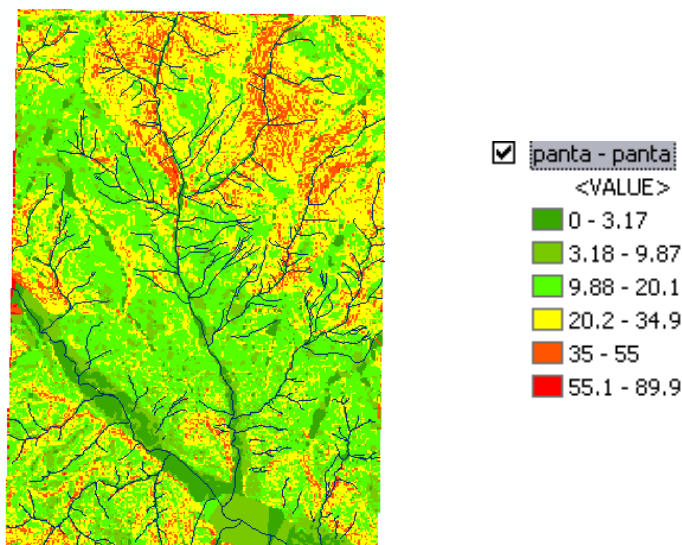 panta - panta
<VALUE>
0 - 3.17
3.18 - 9.87
9.88 - 20.1
20.2 - 34.9
35 - 55
55.1 - 89.9